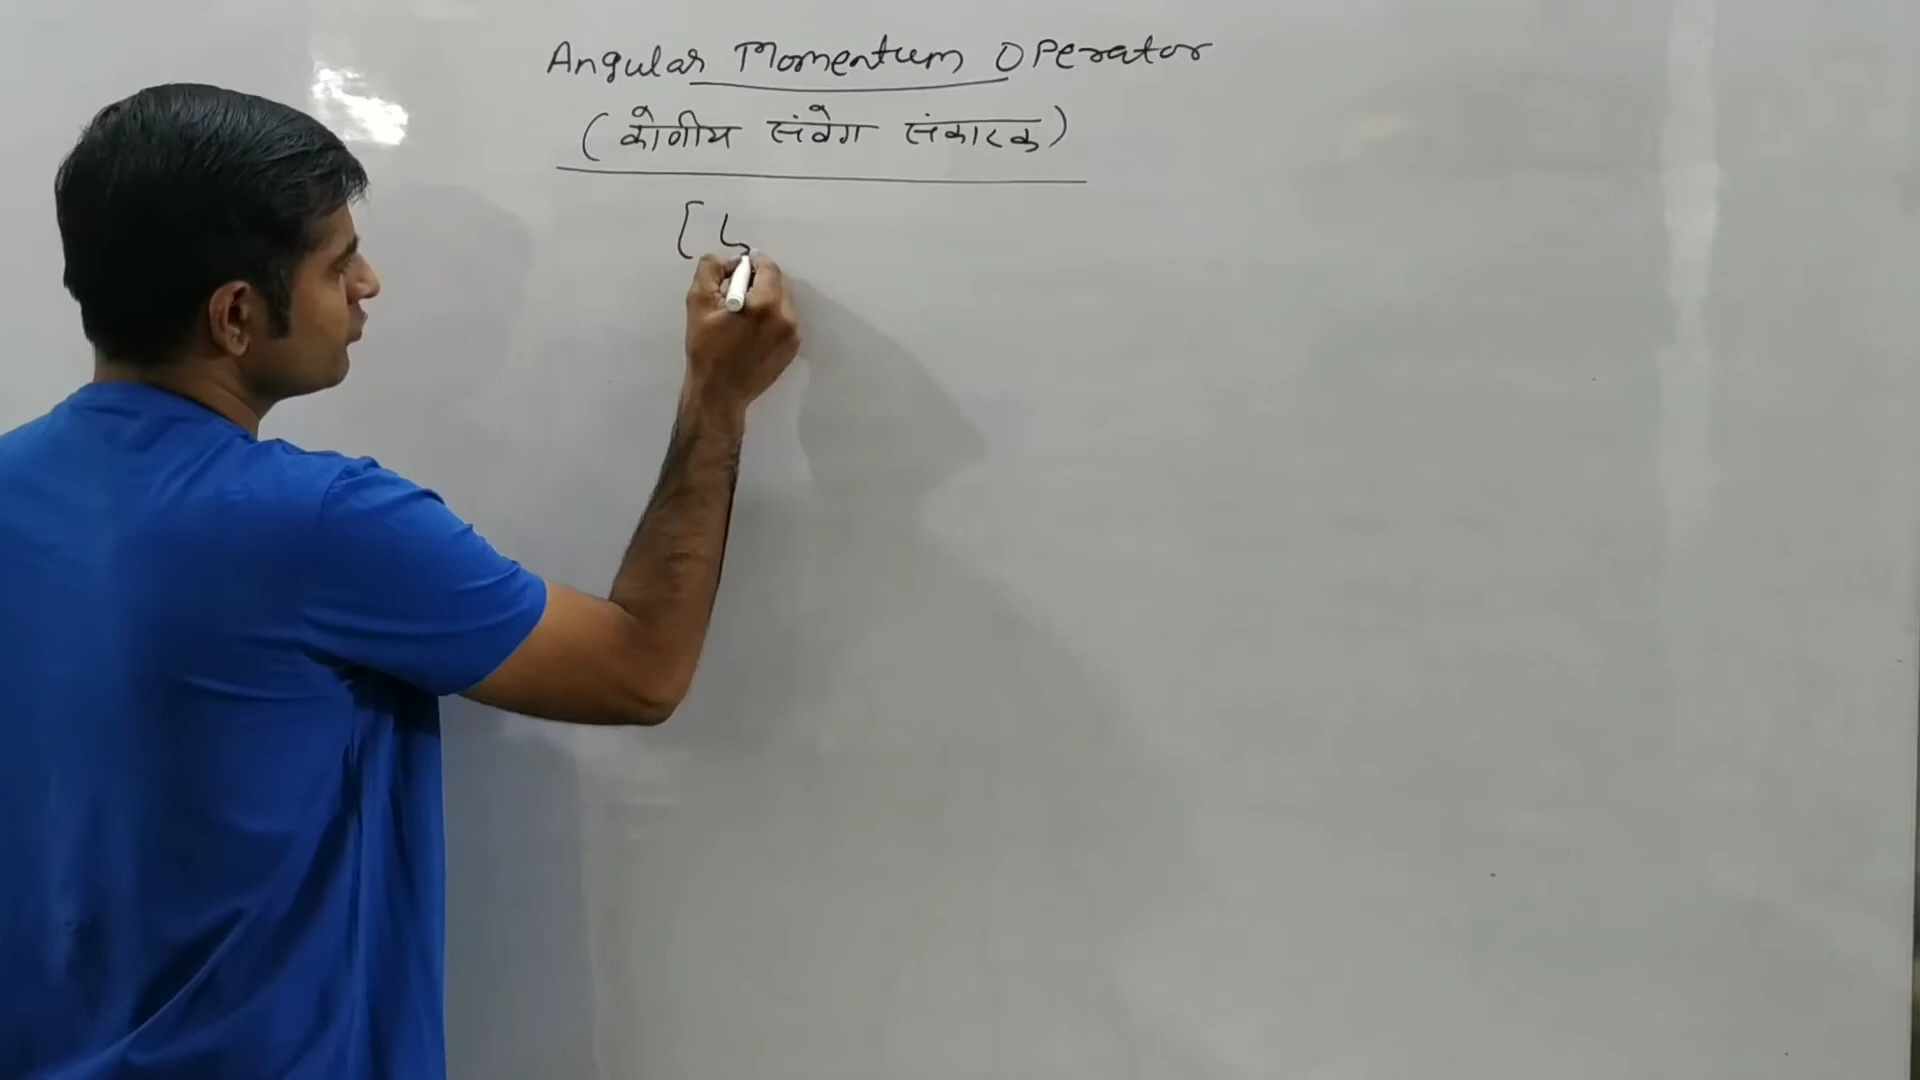 Angular Momentum Operator
(कोणीय संवेग संकारक)
[ L